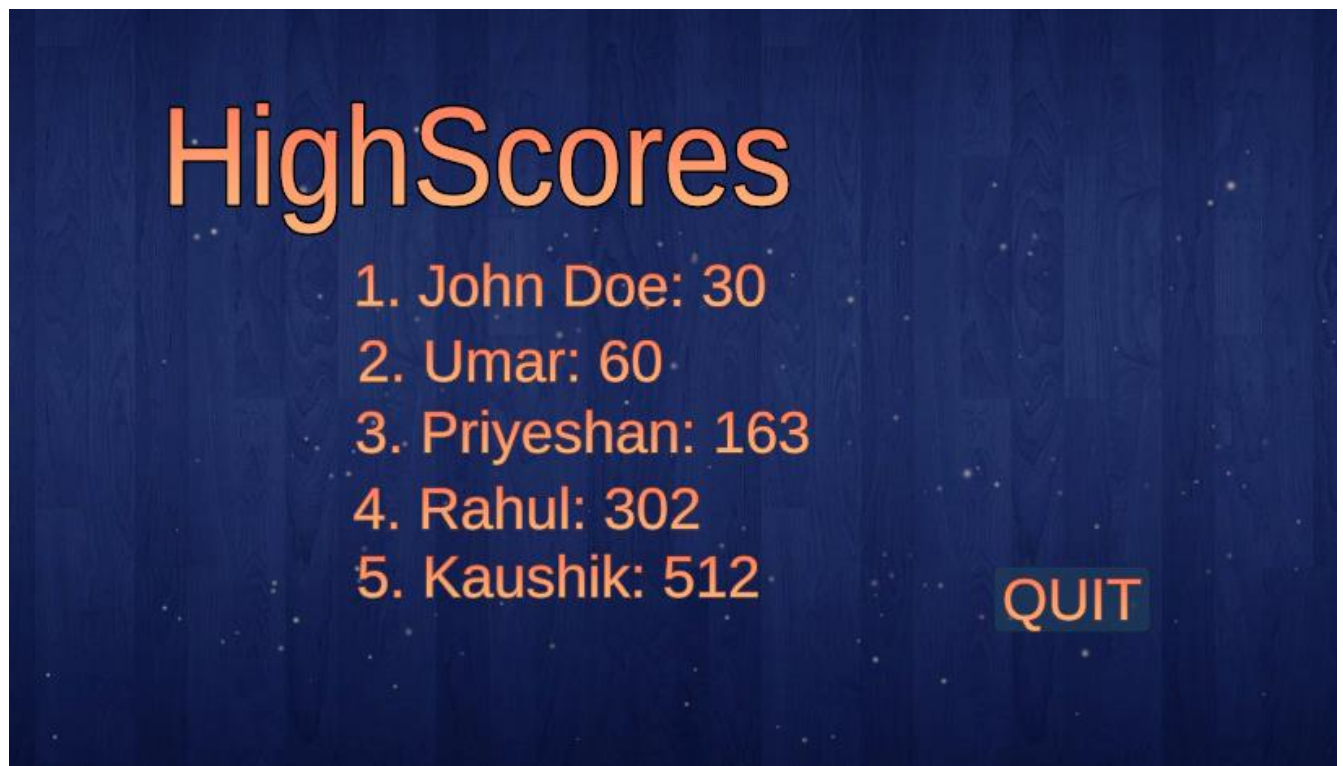 HighScores
1. John Doe: 30
2. Umar: 60
3. Priyeshan: 163
4. Rahul: 302
5. Kaushik: 512
QUIT